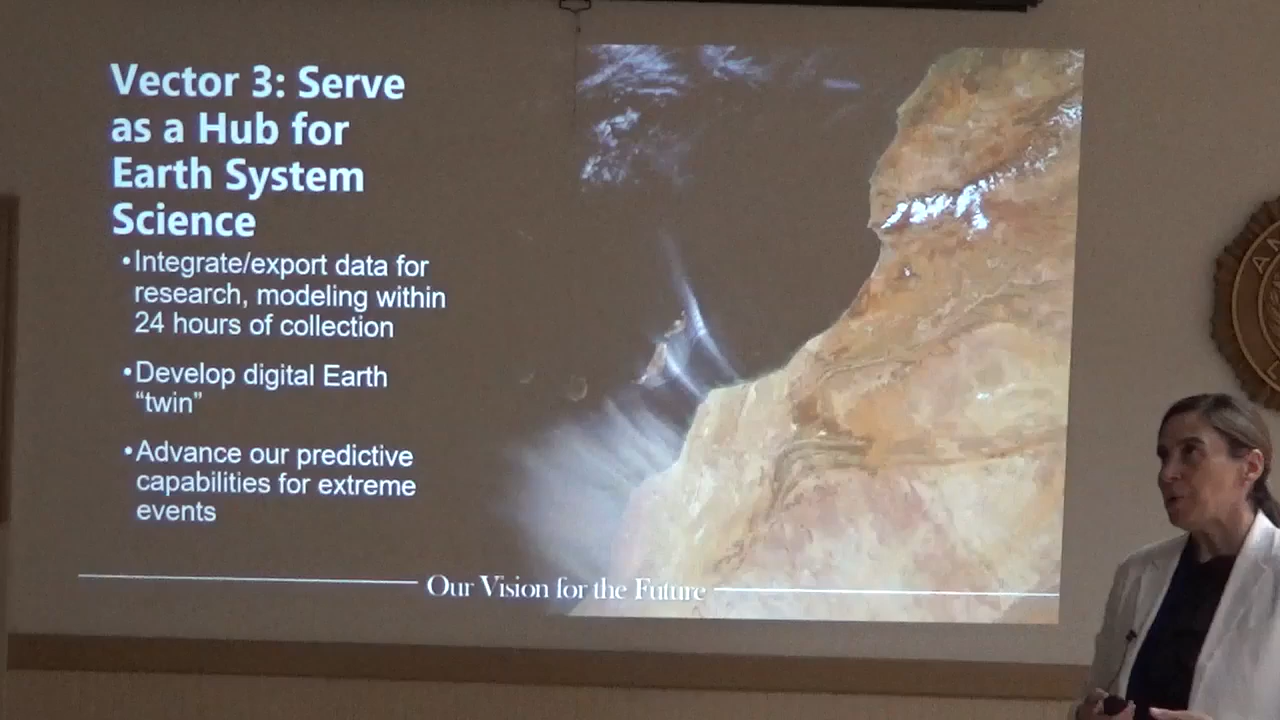 Vector 3: Serve
as a Hub for
Earth System
Science
•Integrate/export data for
research, modeling within
24 hours of collection
•Develop digital Earth
“twin”
•Advance our predictive
capabilities for extreme
events
Our Vision for the Future